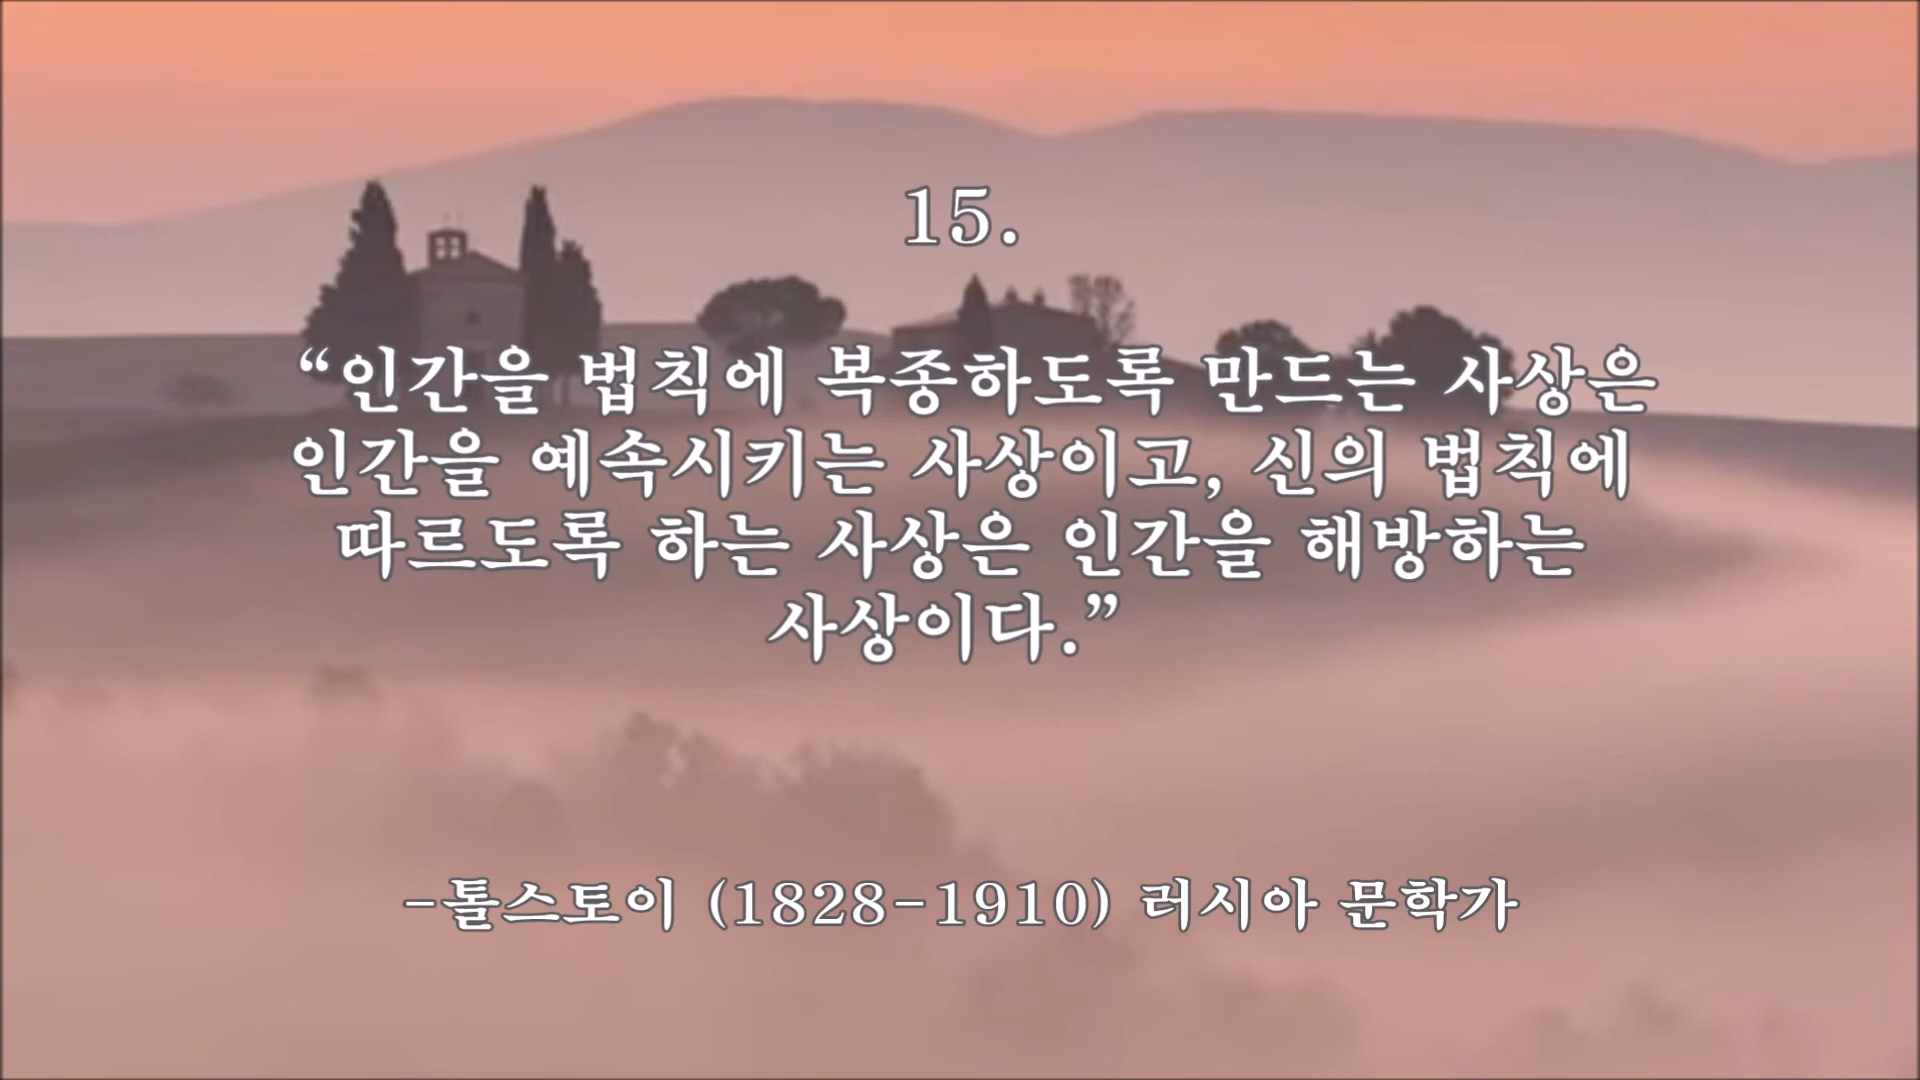 15.
“인간을 법칙에 복종하도록 만드는 사상은
인간을 예속시키는 사상이고, 신의 법칙에
따르도록 하는 사상은 인간을 해방하는
사상이다.”
-톨스토이 (1828-1910) 러시아 문학가